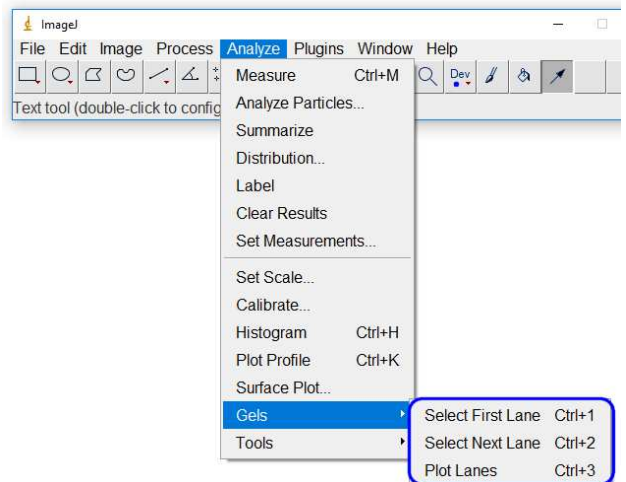 ImageJ
File Edit Image Process Analyze Plugins Window Help
Dev
Text tool (double-click to config
Measure Ctrl+M
Analyze Particles...
Summarize
Distribution...
Label
Clear Results
Set Measurements...
Set Scale...
Calibrate...
Histogram Ctrl+H
Plot Profile Ctrl+K
Surface Plot...
Gels
Tools
Select First Lane Ctrl+1
Select Next Lane Ctrl+2
Plot Lanes Ctrl+3